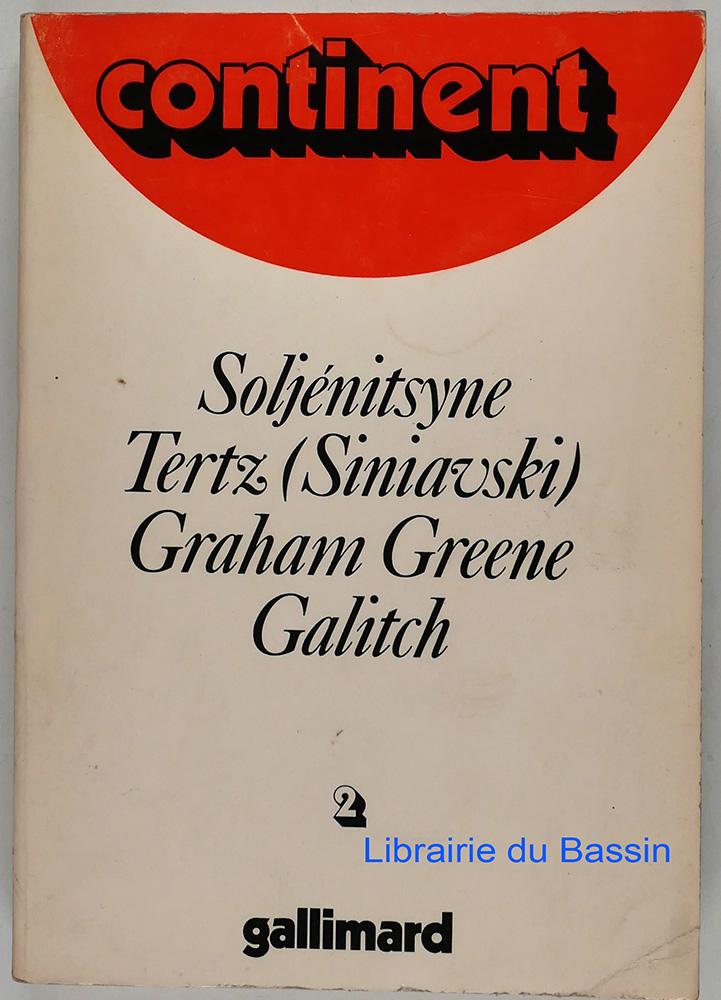 continent
Soljénitsyne
Tertz (Siniavski)
Graham Greene
Galitch
2
Librairie du Bassin
gallimard